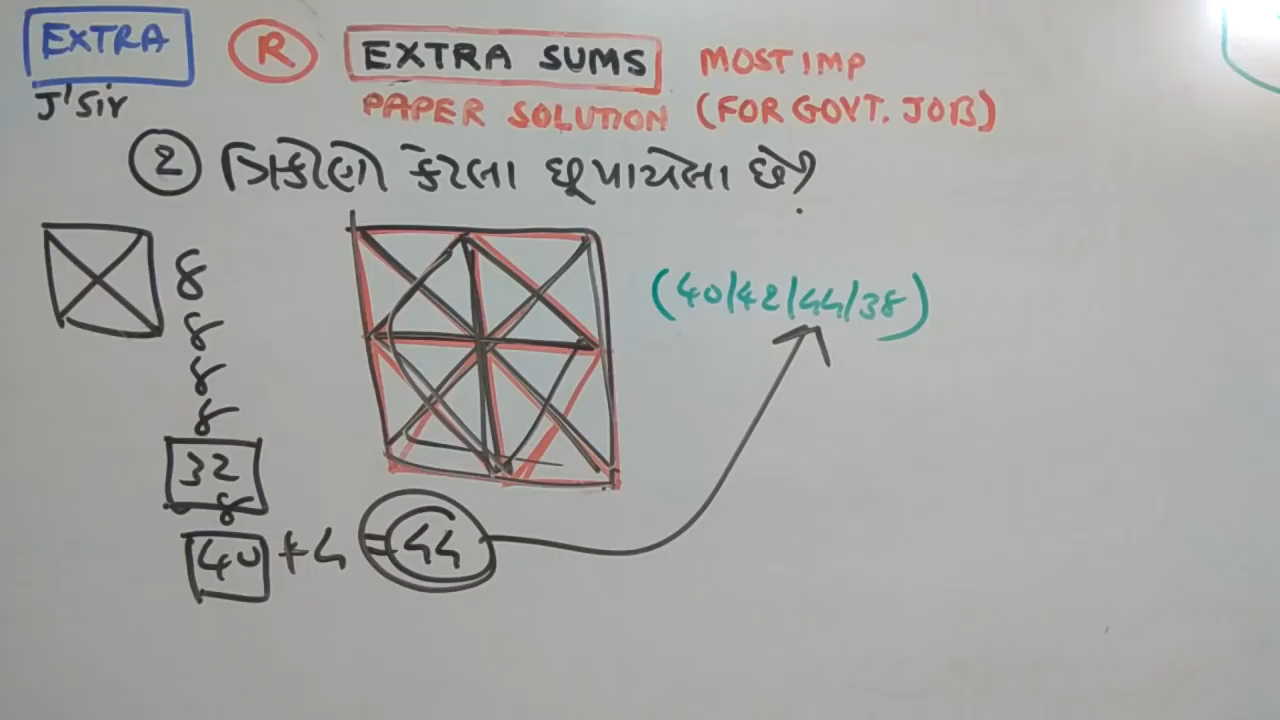 EXTRA R EXTRA SUMS MOST IMP
J'Sir PAPER SOLUTION (FOR GOVT. JOB)
2 ત્રિકોણો કેટલા છૂપાયેલા છે?
8 (40/42/44/38)
8
8
8
32
8
40 + 4 = 44